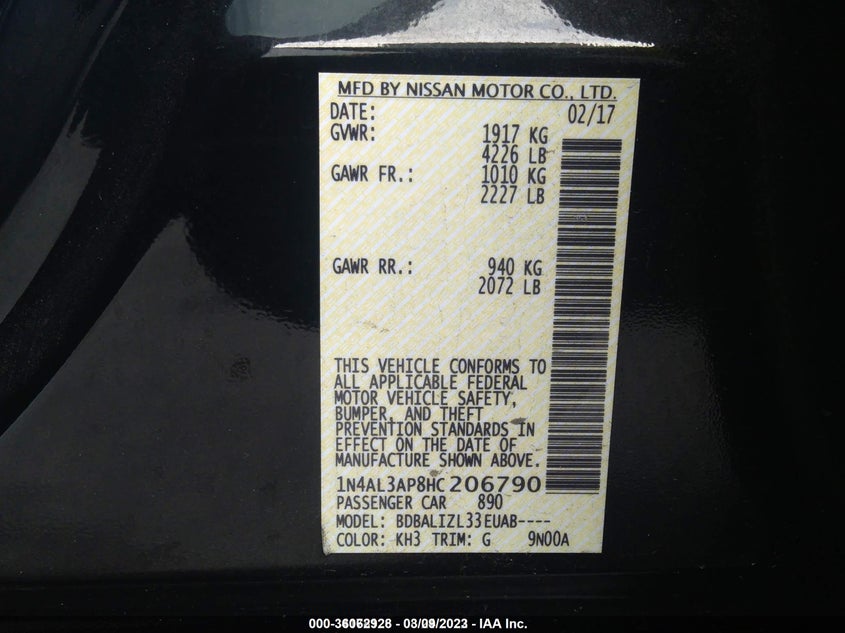 MFD BY NISSAN MOTOR CO., LTD.
DATE: 02/17
GVWR: 1917 KG
4226 LB
GAWR FR.: 1010 KG
2227 LB
GAWR RR.: 940 KG
2072 LB
THIS VEHICLE CONFORMS TO
ALL APPLICABLE FEDERAL
MOTOR VEHICLE SAFETY,
BUMPER, AND THEFT
PREVENTION STANDARDS IN
EFFECT ON THE DATE OF
MANUFACTURE SHOWN ABOVE.
1N4AL3AP8HC206790
PASSENGER CAR 890
MODEL: BDBALIZL33EUAB----
COLOR: KH3 TRIM: G 9N00A
- IAA Inc.